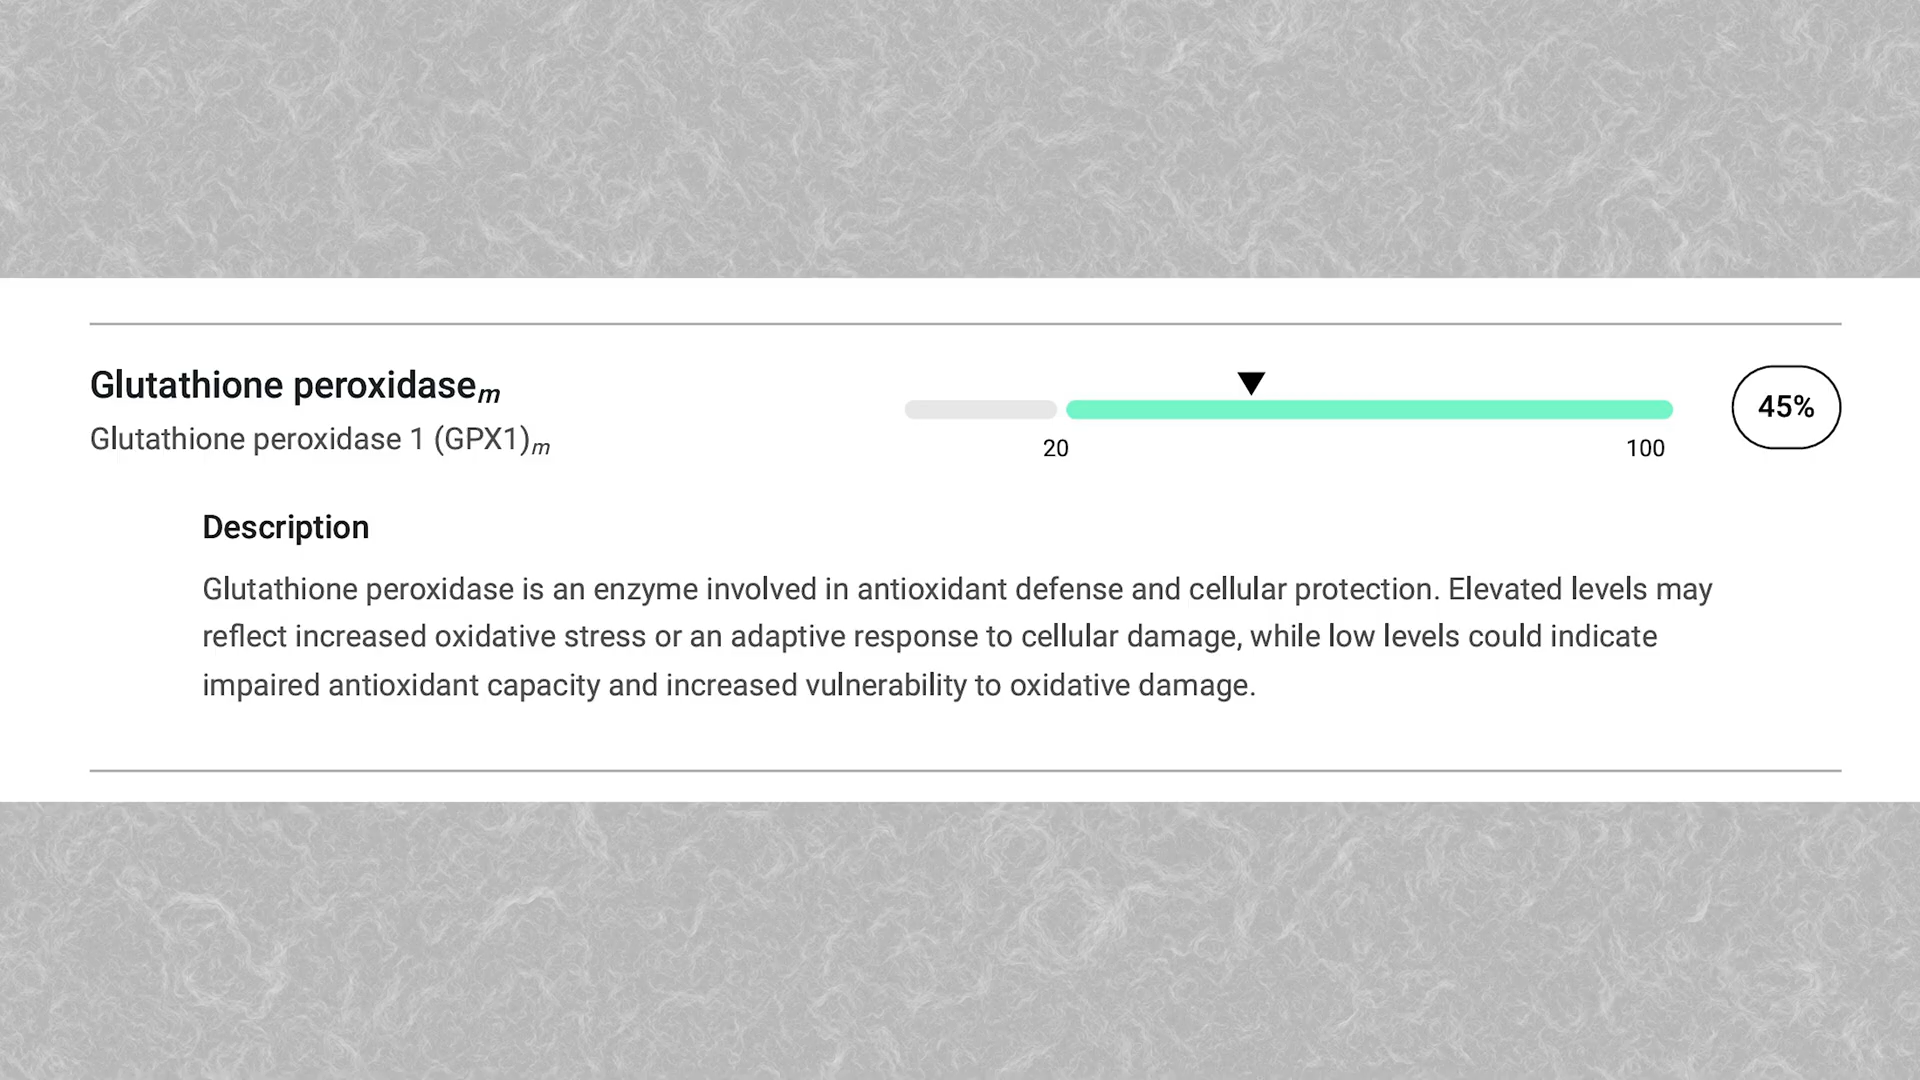 Glutathione peroxidase m
Glutathione peroxidase 1 (GPX1) m
20
100
45%
Description
Glutathione peroxidase is an enzyme involved in antioxidant defense and cellular protection. Elevated levels may
reflect increased oxidative stress or an adaptive response to cellular damage, while low levels could indicate
impaired antioxidant capacity and increased vulnerability to oxidative damage.